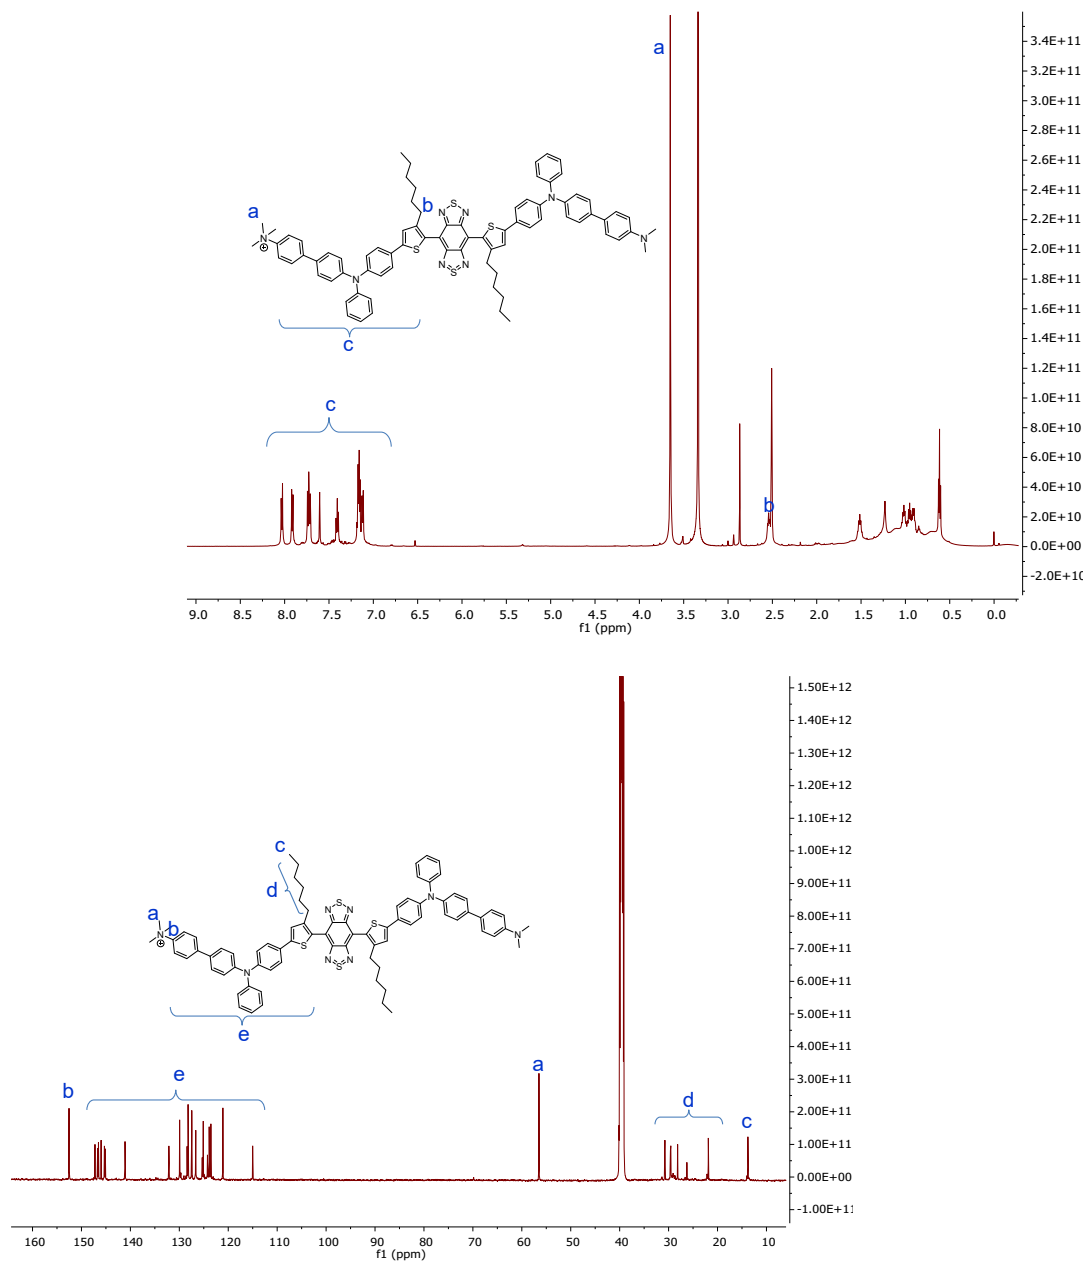 3.4E+11
a
3.2E+11
3.0E+11
2.8E+11
2.6E+11
2.4E+11
2.2E+11
2.0E+11
1.8E+11
1.6E+11
1.4E+11
1.2E+11
1.0E+11
8.0E+10
6.0E+10
4.0E+10
2.0E+10
0.0E+00
-2.0E+10
a
N
⊕
N
S
b
N S N
N S N
S
N
N
c
c
b
9.0 8.5 8.0 7.5 7.0 6.5 6.0 5.5 5.0 4.5 4.0 3.5 3.0 2.5 2.0 1.5 1.0 0.5 0.0
f1 (ppm)
1.50E+12
1.40E+12
1.30E+12
1.20E+12
1.10E+12
1.00E+12
9.00E+11
8.00E+11
7.00E+11
6.00E+11
5.00E+11
4.00E+11
3.00E+11
2.00E+11
1.00E+11
0.00E+00
-1.00E+11
c
d
a
b
N
⊕
N
S
N S N
N S N
S
N
N
e
b
e
a
d
c
160 150 140 130 120 110 100 90 80 70 60 50 40 30 20 10
f1 (ppm)